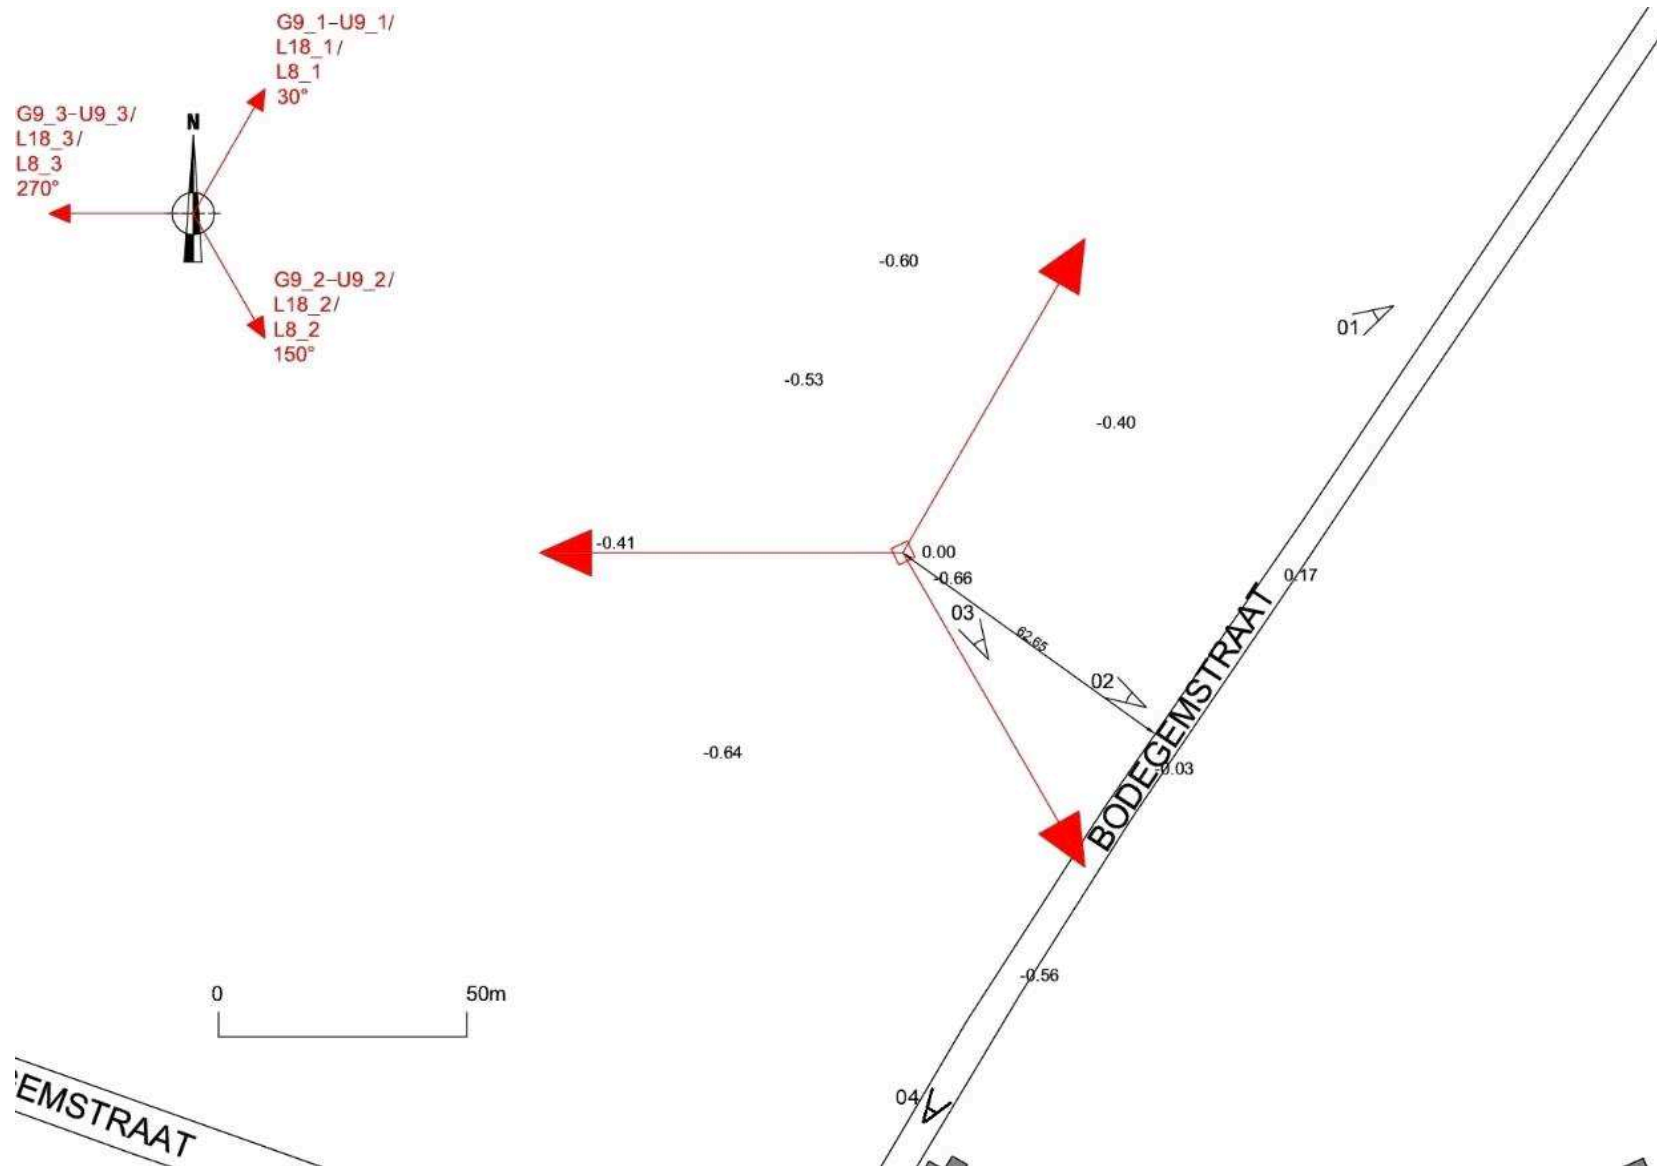 G9_1-U9_1/
L18_1/
L8_1
30°
G9_3-U9_3/
L18_3/
L8_3
270°
N
G9_2-U9_2/
L18_2/
L8_2
150°
-0.60
01
-0.53
-0.40
-0.41
0.00
-0.66
0.17
03
62.65
02
BODEGEMSTRAAT
-0.64
-0.03
-0.56
0
50m
04
EMSTRAAT